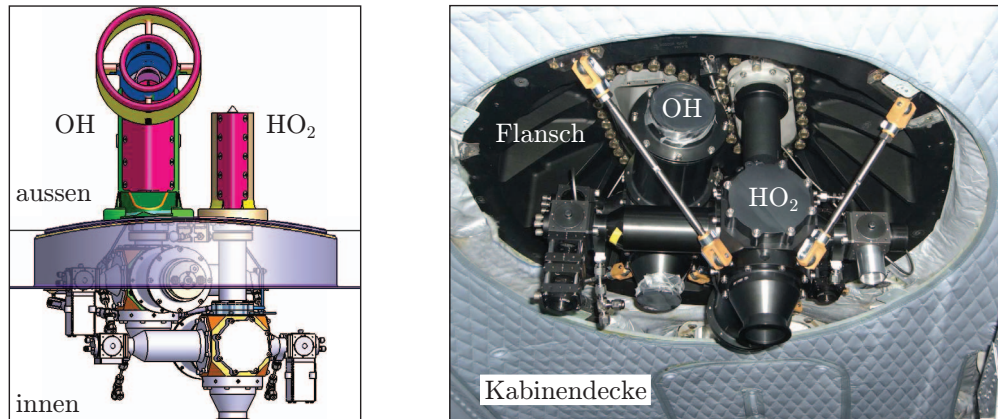 OH
HO2
aussen
innen
OH
Flansch
HO2
Kabinendecke